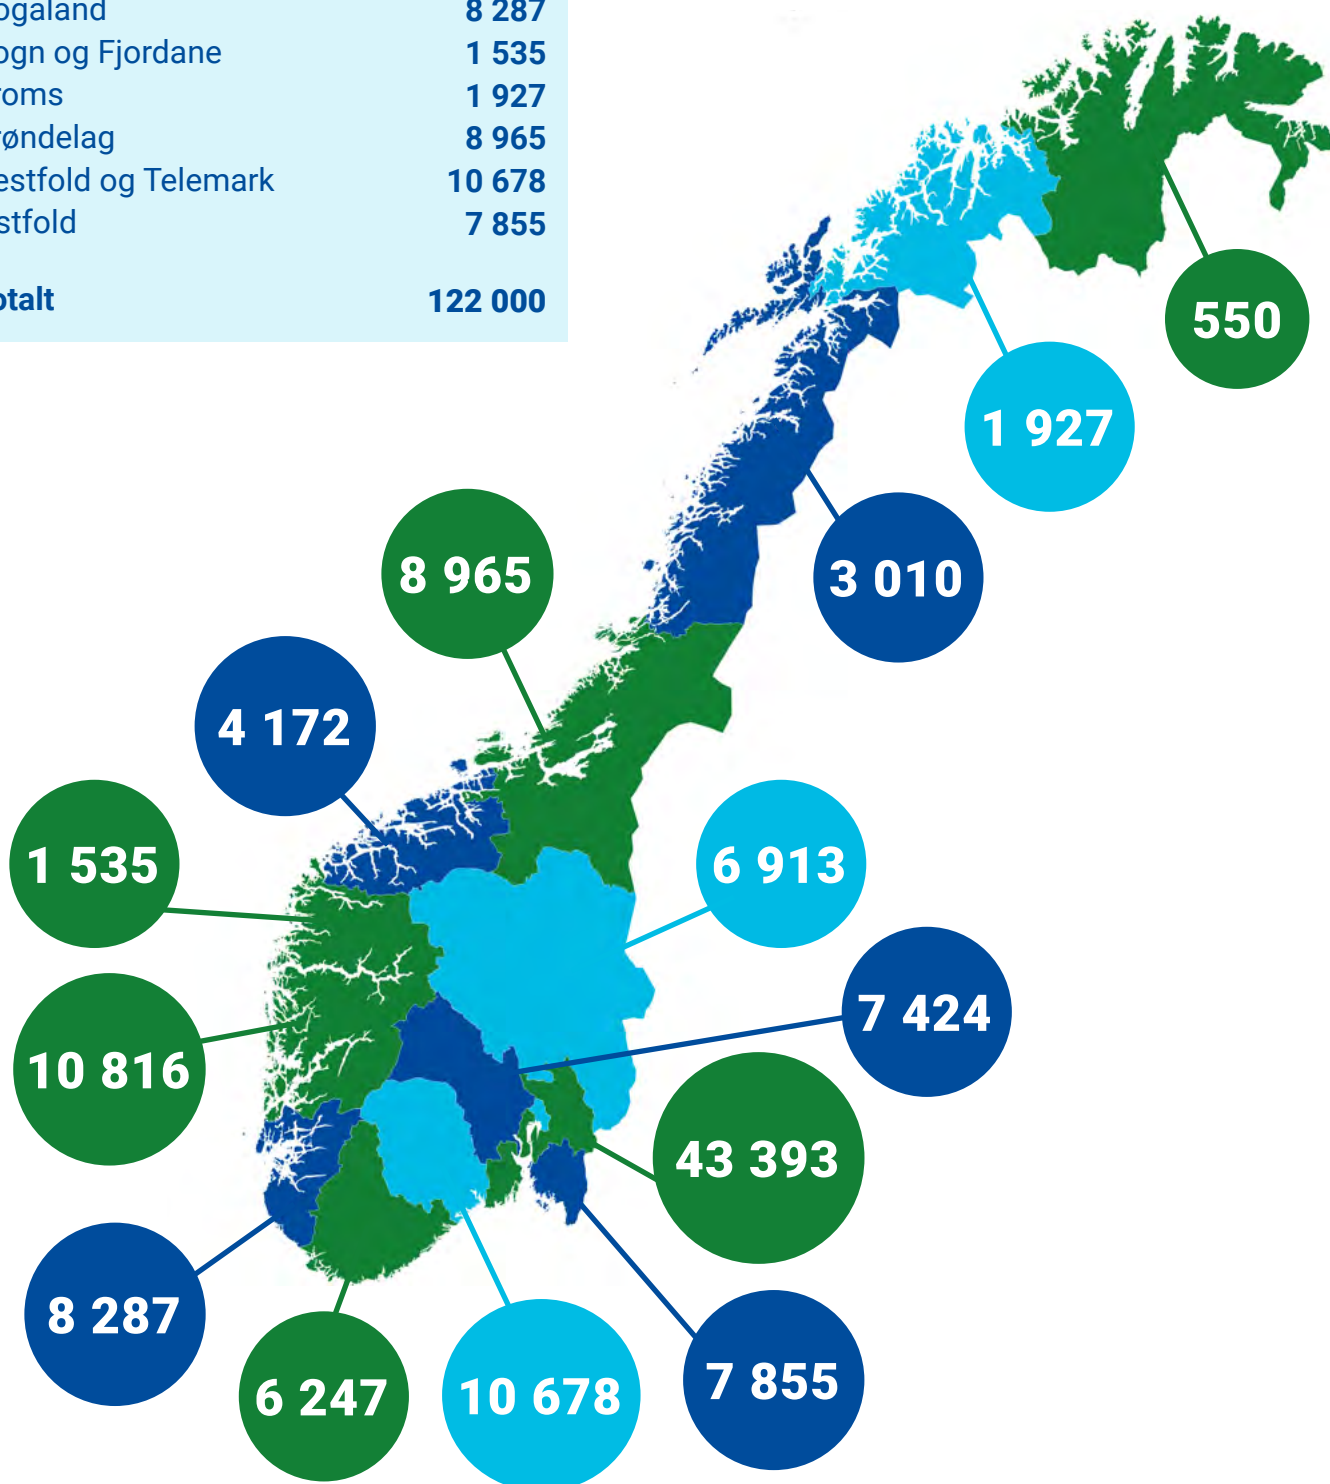 ogaland 8 287
ogn og Fjordane 1 535
roms 1 927
røndelag 8 965
estfold og Telemark 10 678
stfold 7 855
otalt 122 000
550
1 927
3 010
8 965
4 172
1 535
6 913
7 424
10 816
43 393
8 287
6 247
10 678
7 855